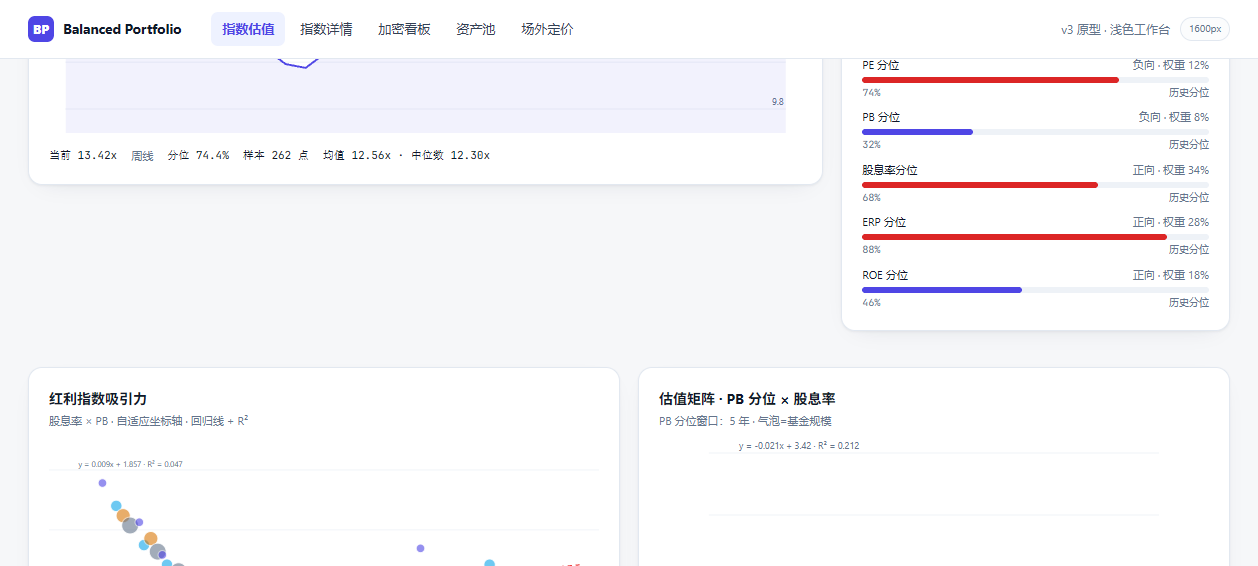 BP Balanced Portfolio 指数估值 指数详情 加密看板 资产池 场外定价 v3 原型 · 浅色工作台 1600px
9.8
当前 13.42x 周线 分位 74.4% 样本 262 点 均值 12.56x · 中位数 12.30x
PE 分位 负向 · 权重 12%
74% 历史分位
PB 分位 负向 · 权重 8%
32% 历史分位
股息率分位 正向 · 权重 34%
68% 历史分位
ERP 分位 正向 · 权重 28%
88% 历史分位
ROE 分位 正向 · 权重 18%
46% 历史分位
红利指数吸引力
股息率 × PB · 自适应坐标轴 · 回归线 + R²
y = 0.009x + 1.857 · R² = 0.047
估值矩阵 · PB 分位 × 股息率
PB 分位窗口：5 年 · 气泡=基金规模
y = -0.021x + 3.42 · R² = 0.212